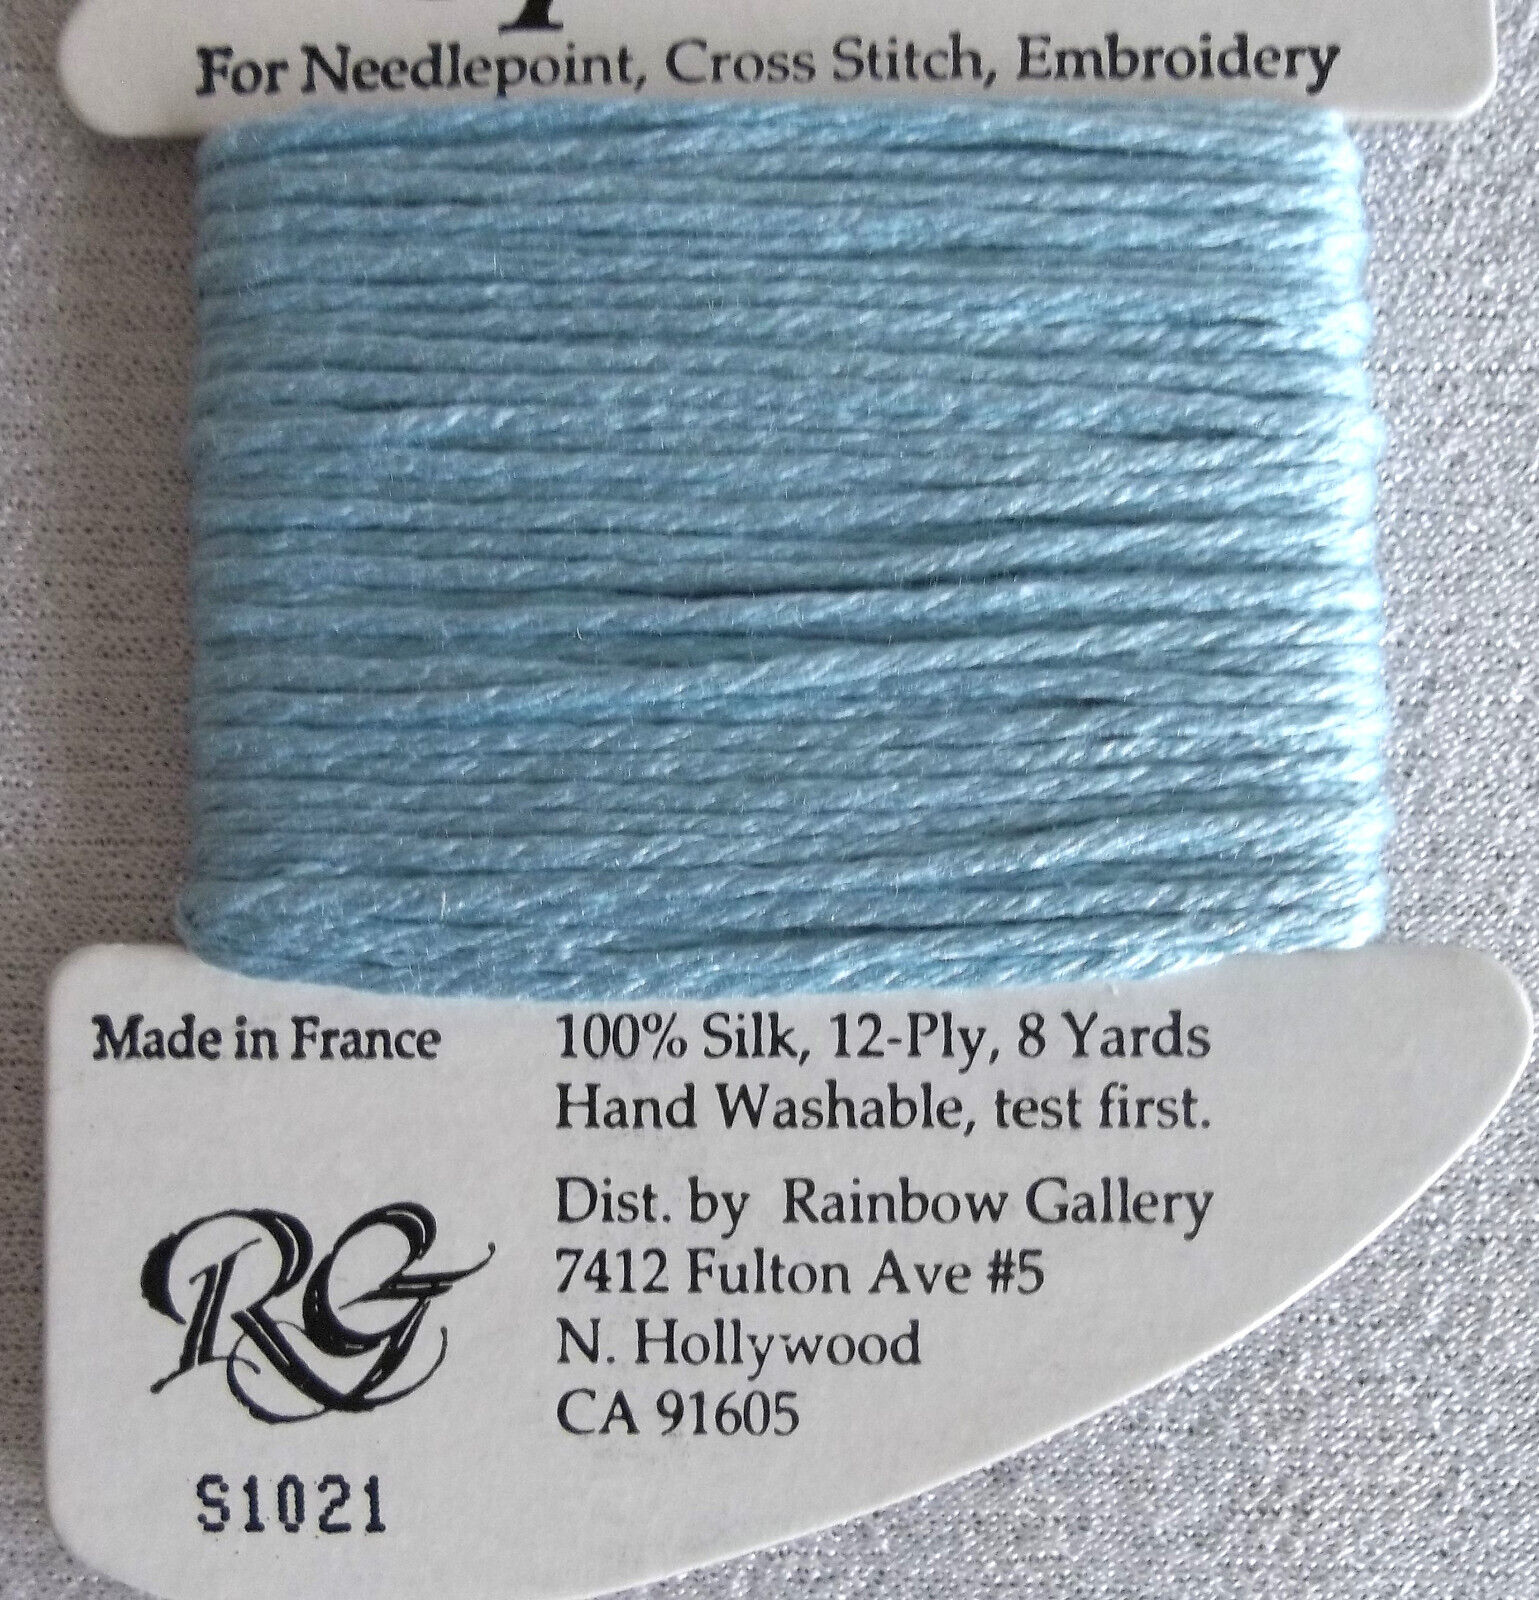 For Needlepoint, Cross Stitch, Embroidery
Made in France
100% Silk, 12-Ply, 8 Yards
Hand Washable, test first.
Dist. by Rainbow Gallery
7412 Fulton Ave #5
N. Hollywood
CA 91605
RG
S1021